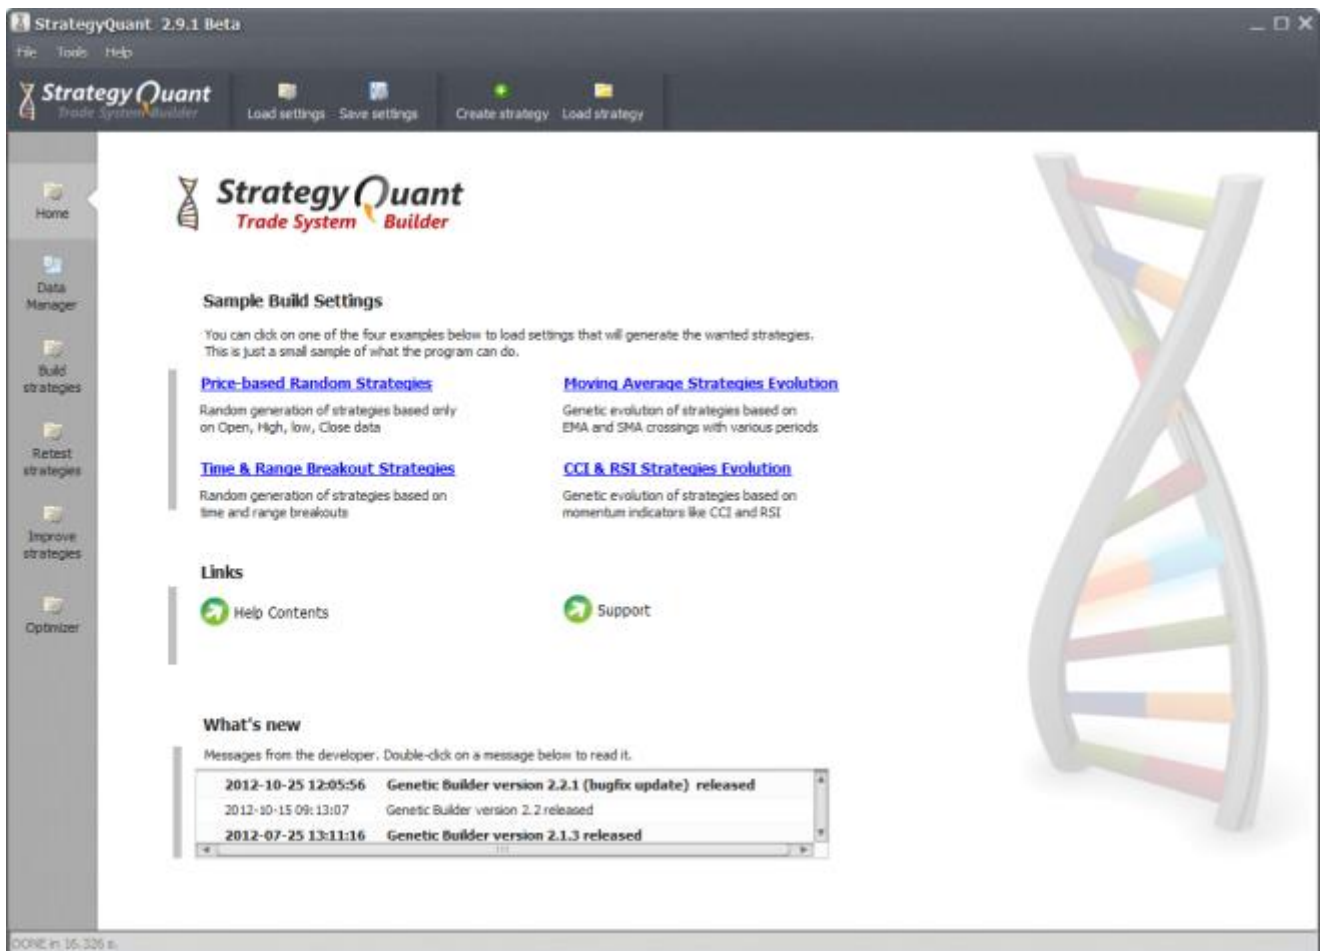 StrategyQuant 2.9.1 Beta
File Tools Help
StrategyQuant
Trade System Builder
Load settings Save settings Create strategy Load strategy
Home
Data
Manager
Build
strategies
Retest
strategies
Improve
strategies
Optimizer
StrategyQuant
Trade System Builder
Sample Build Settings
You can click on one of the four examples below to load settings that will generate the wanted strategies.
This is just a small sample of what the program can do.
Price-based Random Strategies
Random generation of strategies based only
on Open, High, low, Close data
Moving Average Strategies Evolution
Genetic evolution of strategies based on
EMA and SMA crossings with various periods
Time & Range Breakout Strategies
Random generation of strategies based on
time and range breakouts
CCI & RSI Strategies Evolution
Genetic evolution of strategies based on
momentum indicators like CCI and RSI
Links
Help Contents
Support
What's new
Messages from the developer. Double-click on a message below to read it.
2012-10-25 12:05:56 Genetic Builder version 2.2.1 (bugfix update) released
2012-10-15 09:13:07 Genetic Builder version 2.2 released
2012-07-25 13:11:16 Genetic Builder version 2.1.3 released
DONE in 16.326 s.